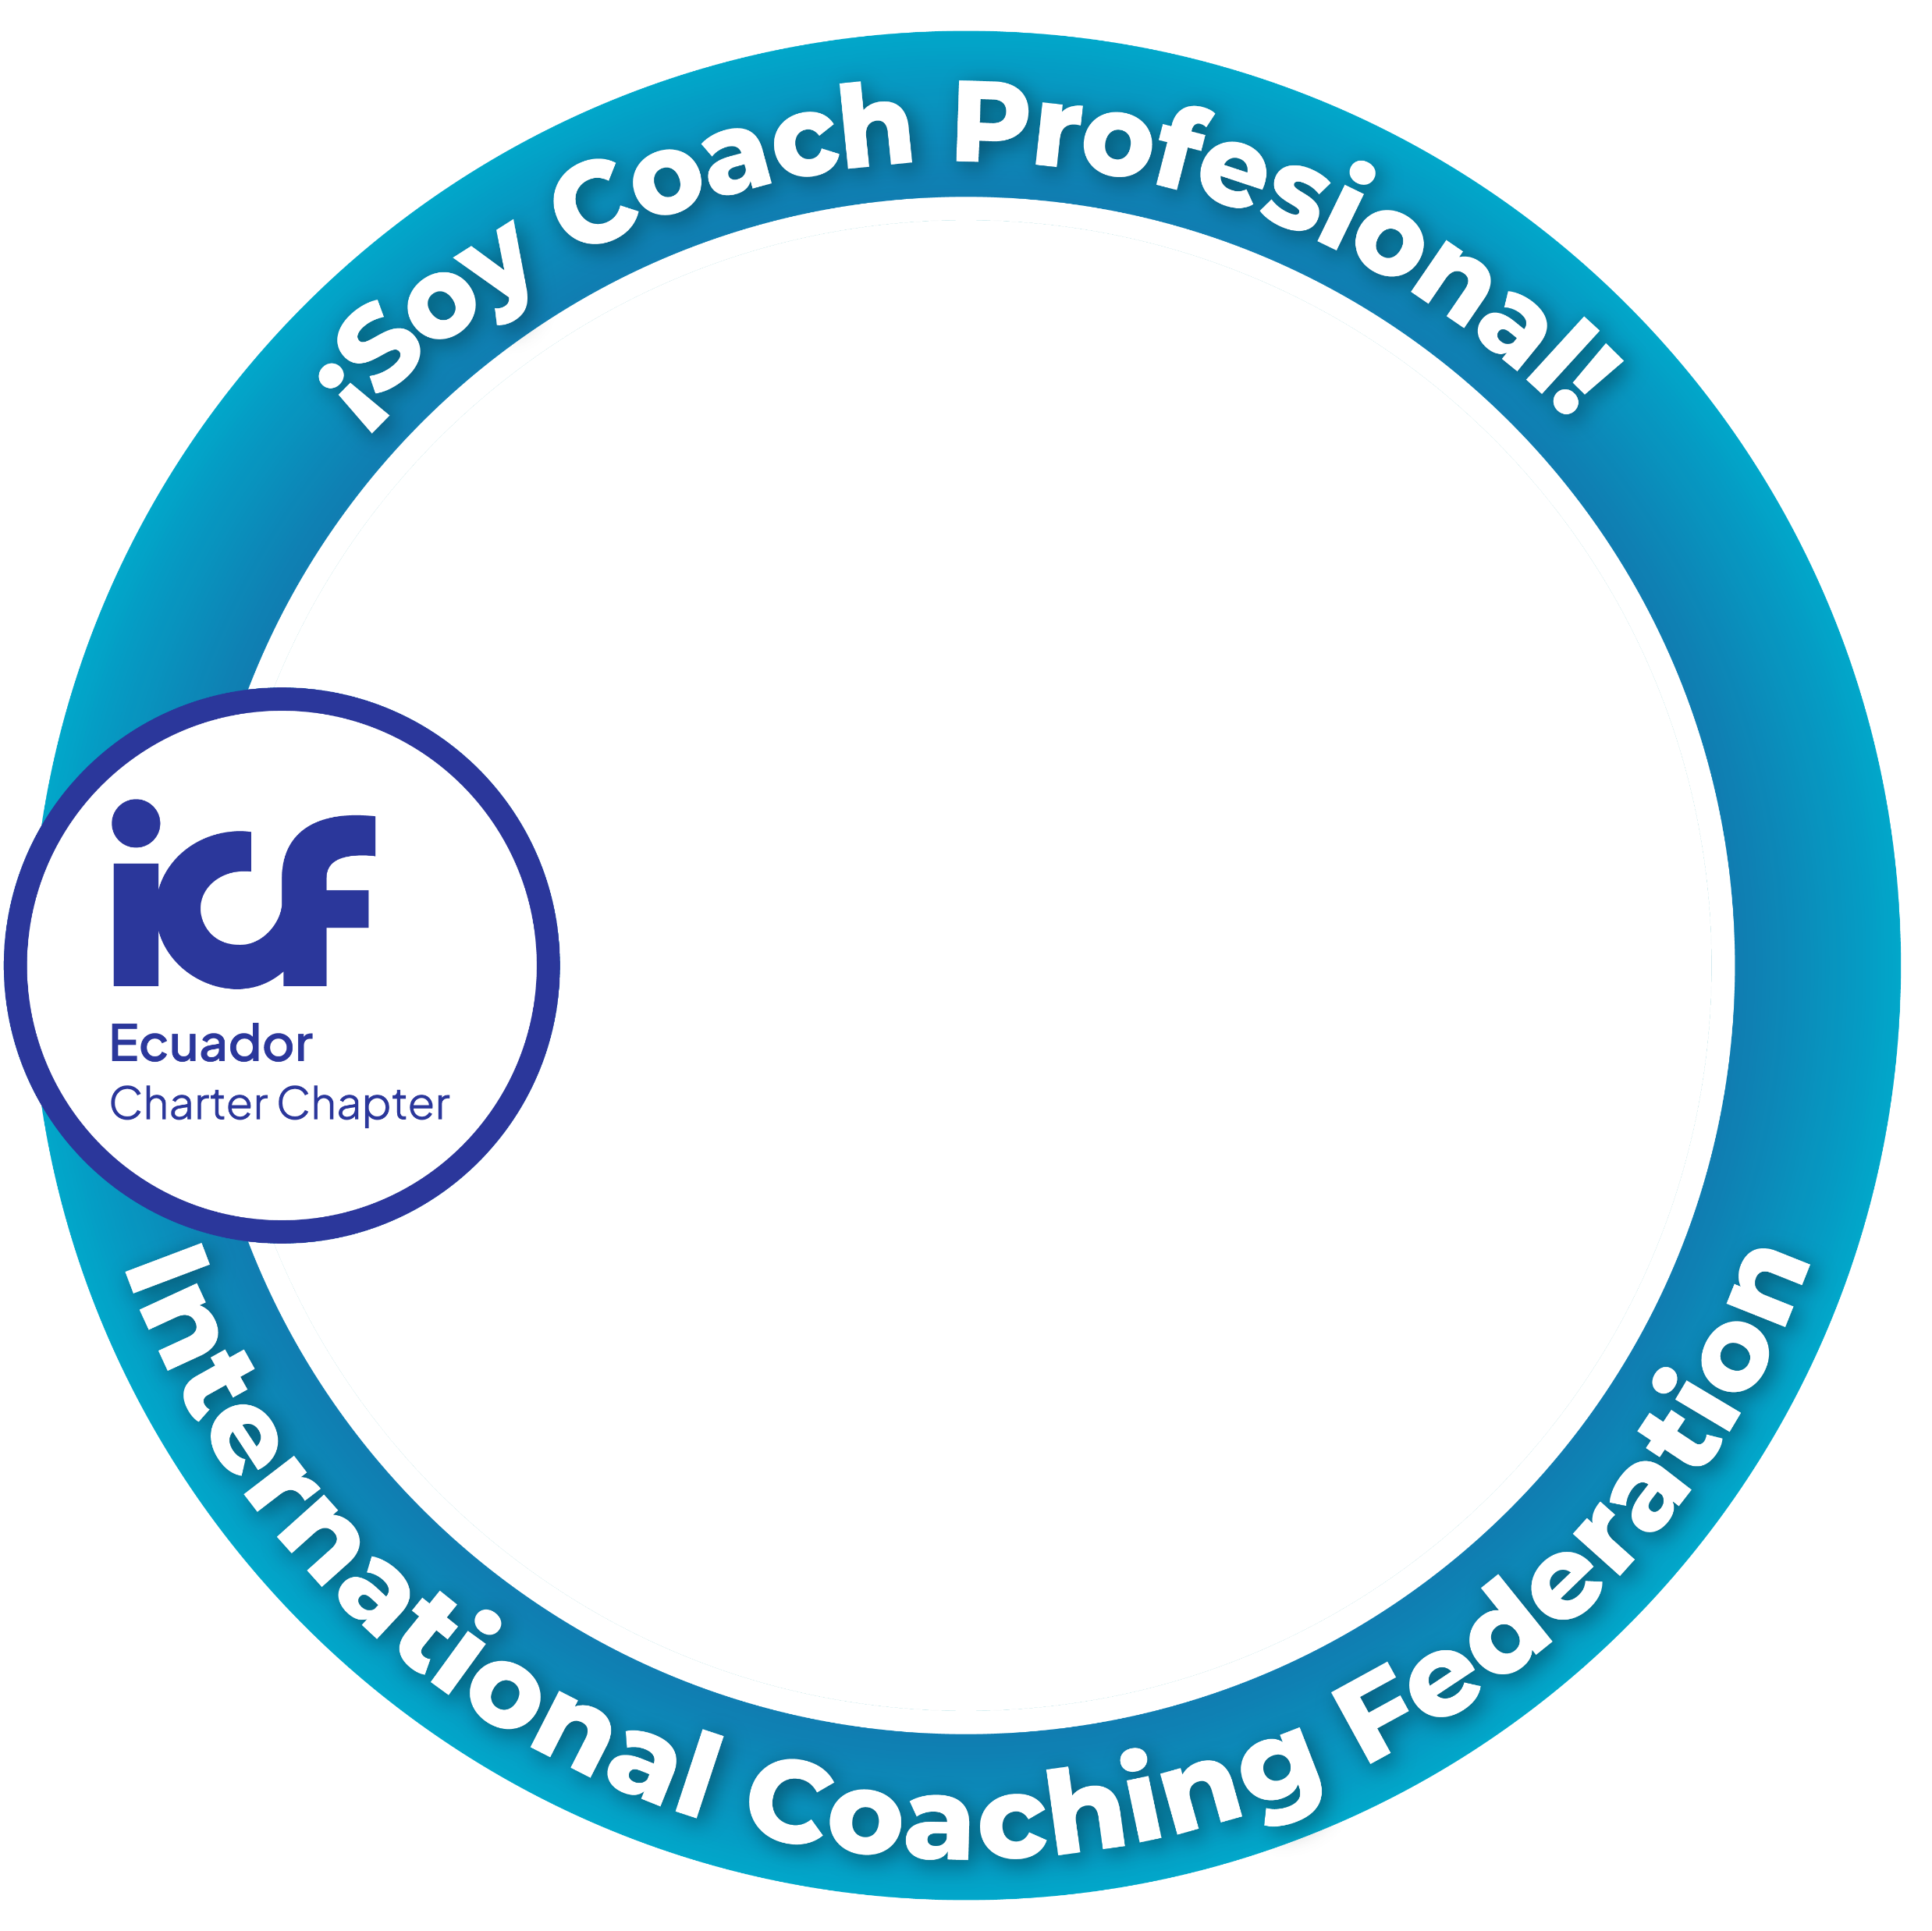 ¡Soy Coach Profesional!
icf
Ecuador
Charter Chapter
International Coaching Federation